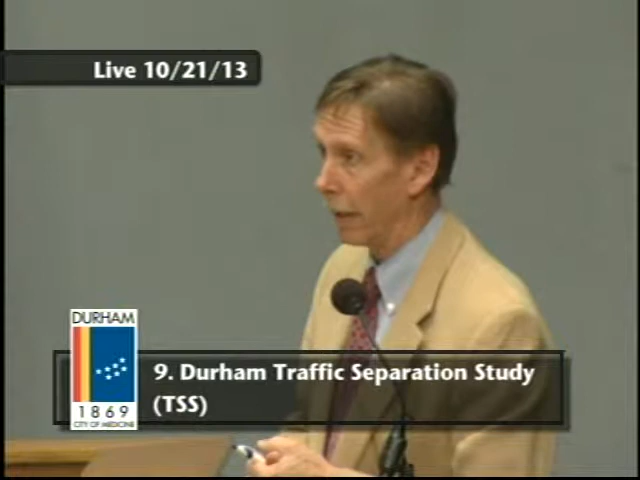 Live 10/21/13
DURHAM
1869
CITY OF MEDICINE
9. Durham Traffic Separation Study
(TSS)